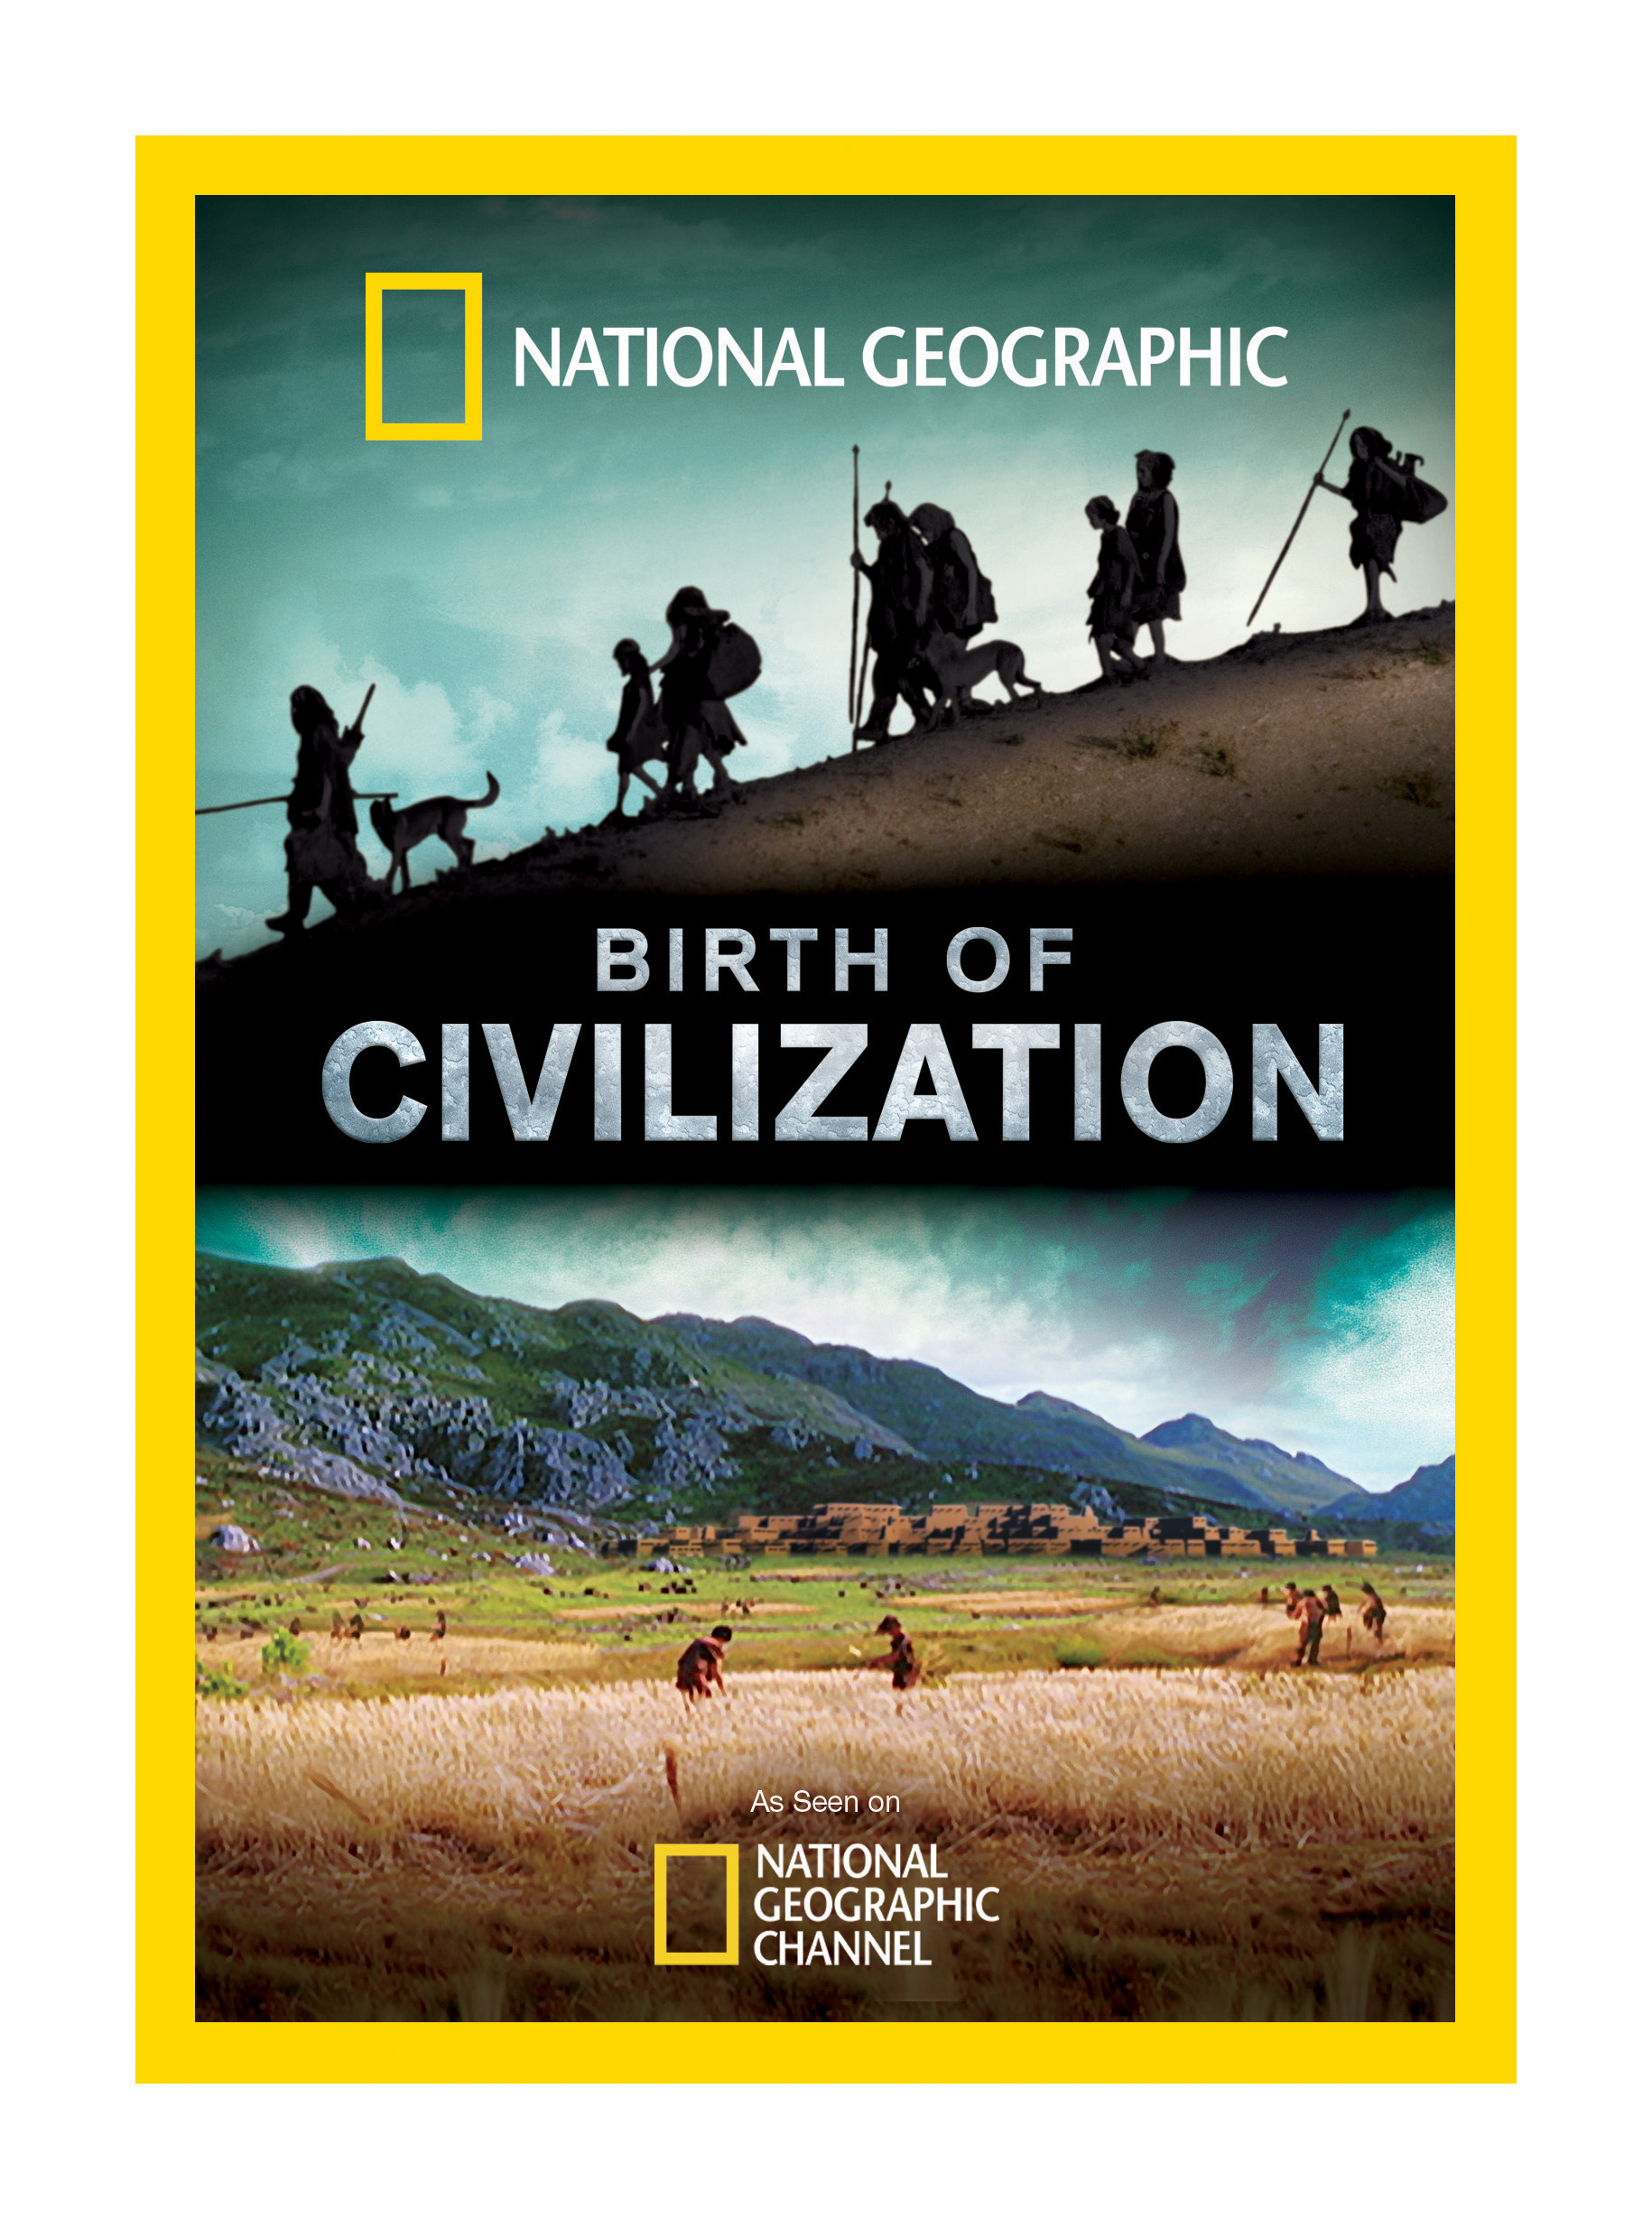 NATIONAL GEOGRAPHIC
BIRTH OF
CIVILIZATION
As Seen on
NATIONAL
GEOGRAPHIC
CHANNEL